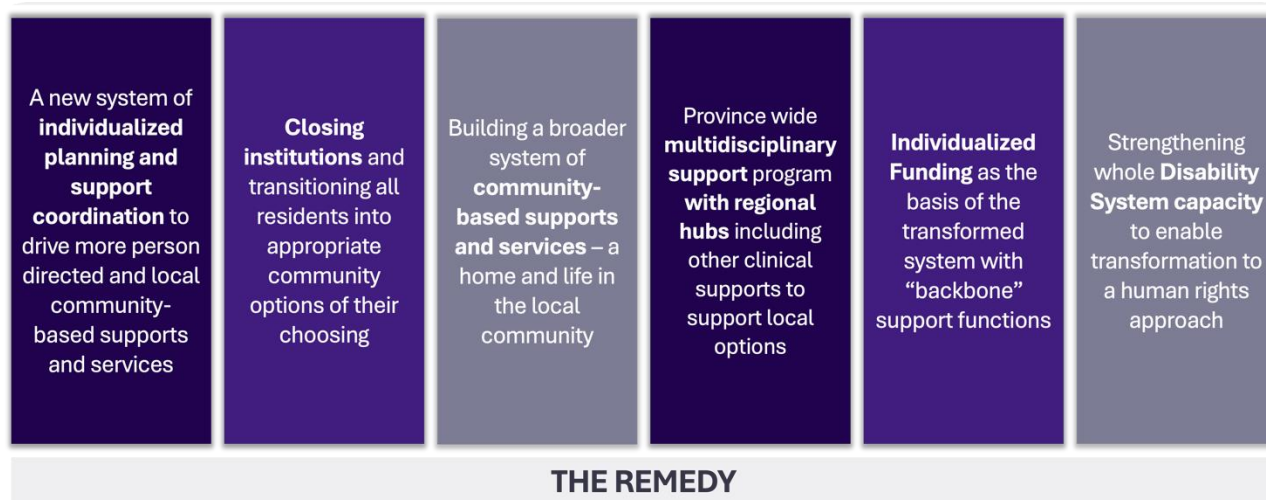 A new system of
individualized
planning and
support
coordination to
drive more person
directed and local
community-
based supports
and services
Closing
institutions and
transitioning all
residents into
appropriate
community
options of their
choosing
Building a broader
system of
community-
based supports
and services – a
home and life in
the local
community
Province wide
multidisciplinary
support program
with regional
hubs including
other clinical
supports to
support local
options
Individualized
Funding as the
basis of the
transformed
system with
“backbone”
support functions
Strengthening
whole Disability
System capacity
to enable
transformation to
a human rights
approach
THE REMEDY